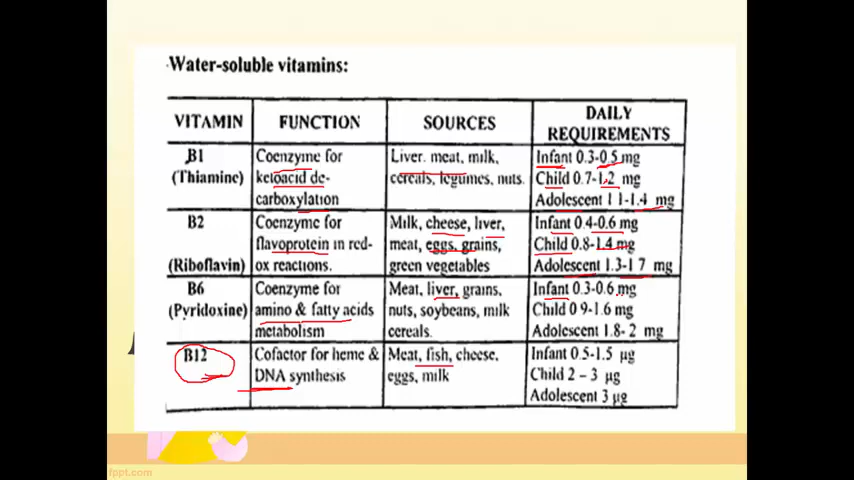 Water-soluble vitamins:
VITAMIN FUNCTION SOURCES DAILY REQUIREMENTS
B1 (Thiamine)
Coenzyme for
ketoacid de-
carboxylation
Liver. meat, milk,
cereals, legumes, nuts.
Infant 0.3-0.5 mg
Child 0.7-1.2 mg
Adolescent 1 1-1.4 mg
B2
(Riboflavin)
Coenzyme for
flavoprotein in red-
ox reactions.
Milk, cheese, liver,
meat, eggs, grains,
green vegetables
Infant 0.4-0.6 mg
Child 0.8-1.4 mg
Adolescent 1.3-1 7 mg
B6
(Pyridoxine)
Coenzyme for
amino & fatty acids
metabolism
Meat, liver, grains,
nuts, soybeans, milk
cereals.
Infant 0.3-0.6 mg
Child 0 9-1.6 mg
Adolescent 1.8- 2 mg
B12
Cofactor for heme &
DNA synthesis
Meat, fish, cheese,
eggs, milk
Infant 0.5-1.5 µg
Child 2 – 3 µg
Adolescent 3 µg
fppt.com